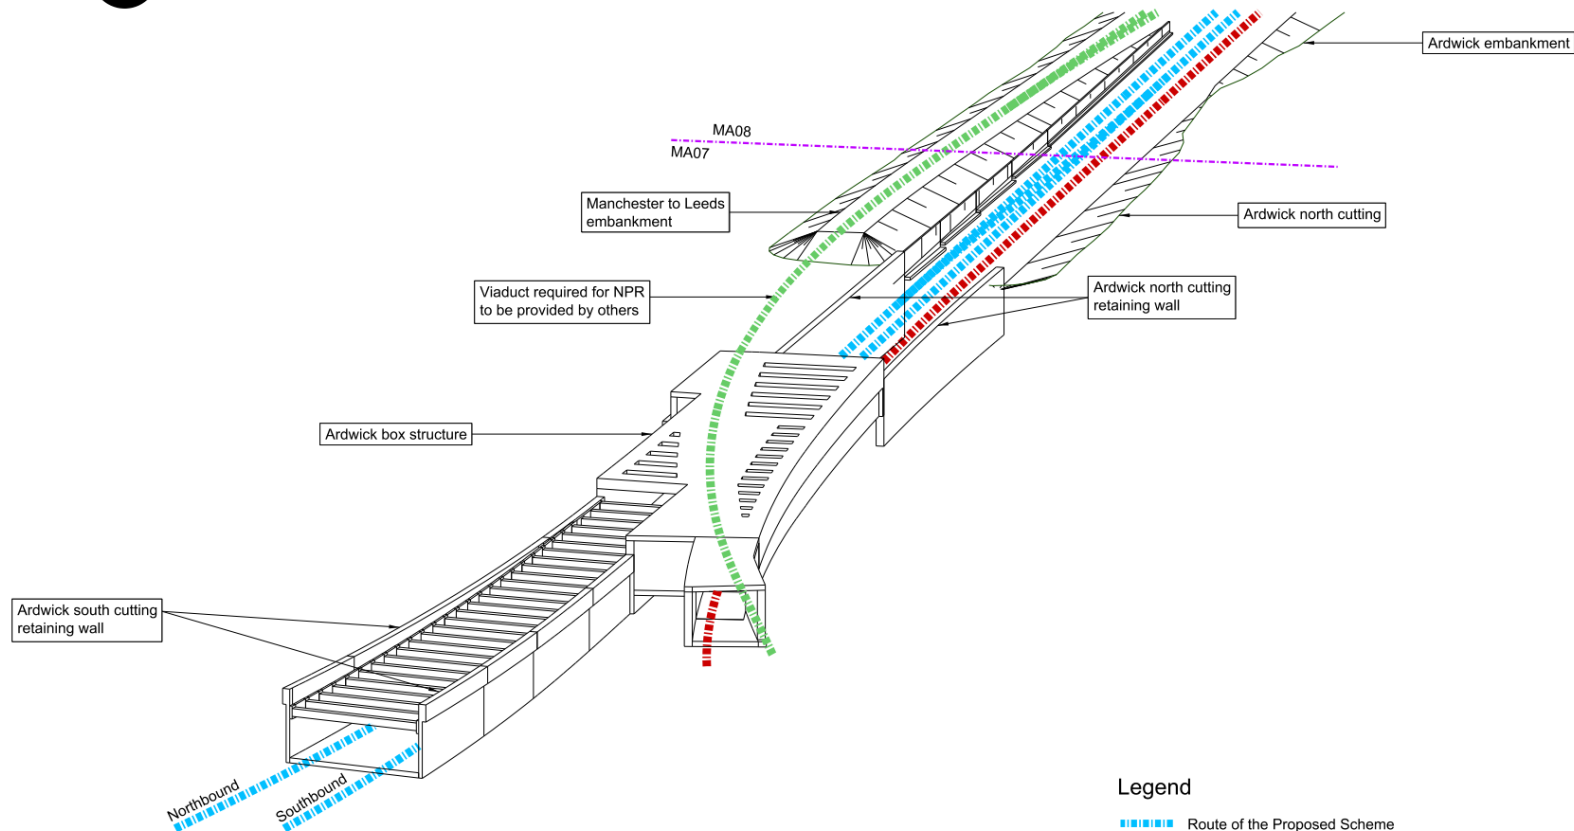 Ardwick embankment
MA08
MA07
Manchester to Leeds
embankment
Ardwick north cutting
Viaduct required for NPR
to be provided by others
Ardwick north cutting
retaining wall
Ardwick box structure
Ardwick south cutting
retaining wall
Northbound
Southbound
Legend
Route of the Proposed Scheme